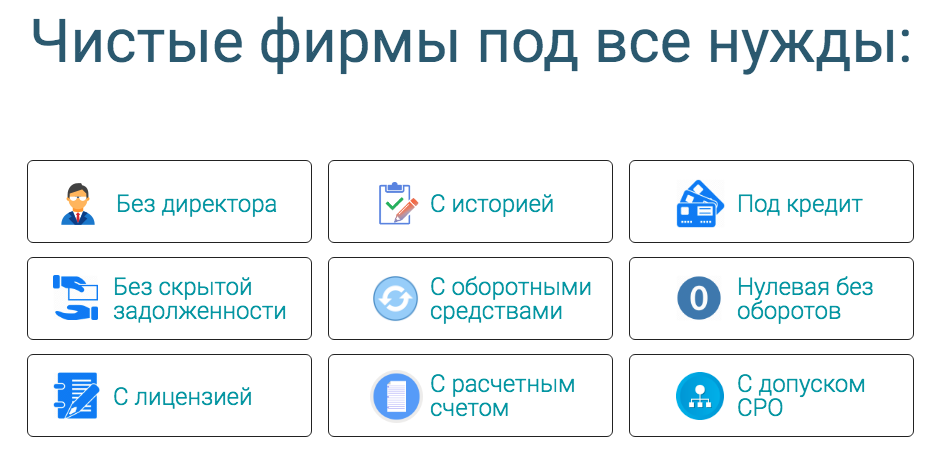 Чистые фирмы под все нужды:
Без директора
С историей
Под кредит
Без скрытой
задолженности
С оборотными
средствами
0
Нулевая без
оборотов
С лицензией
С расчетным
счетом
С допуском
СРО